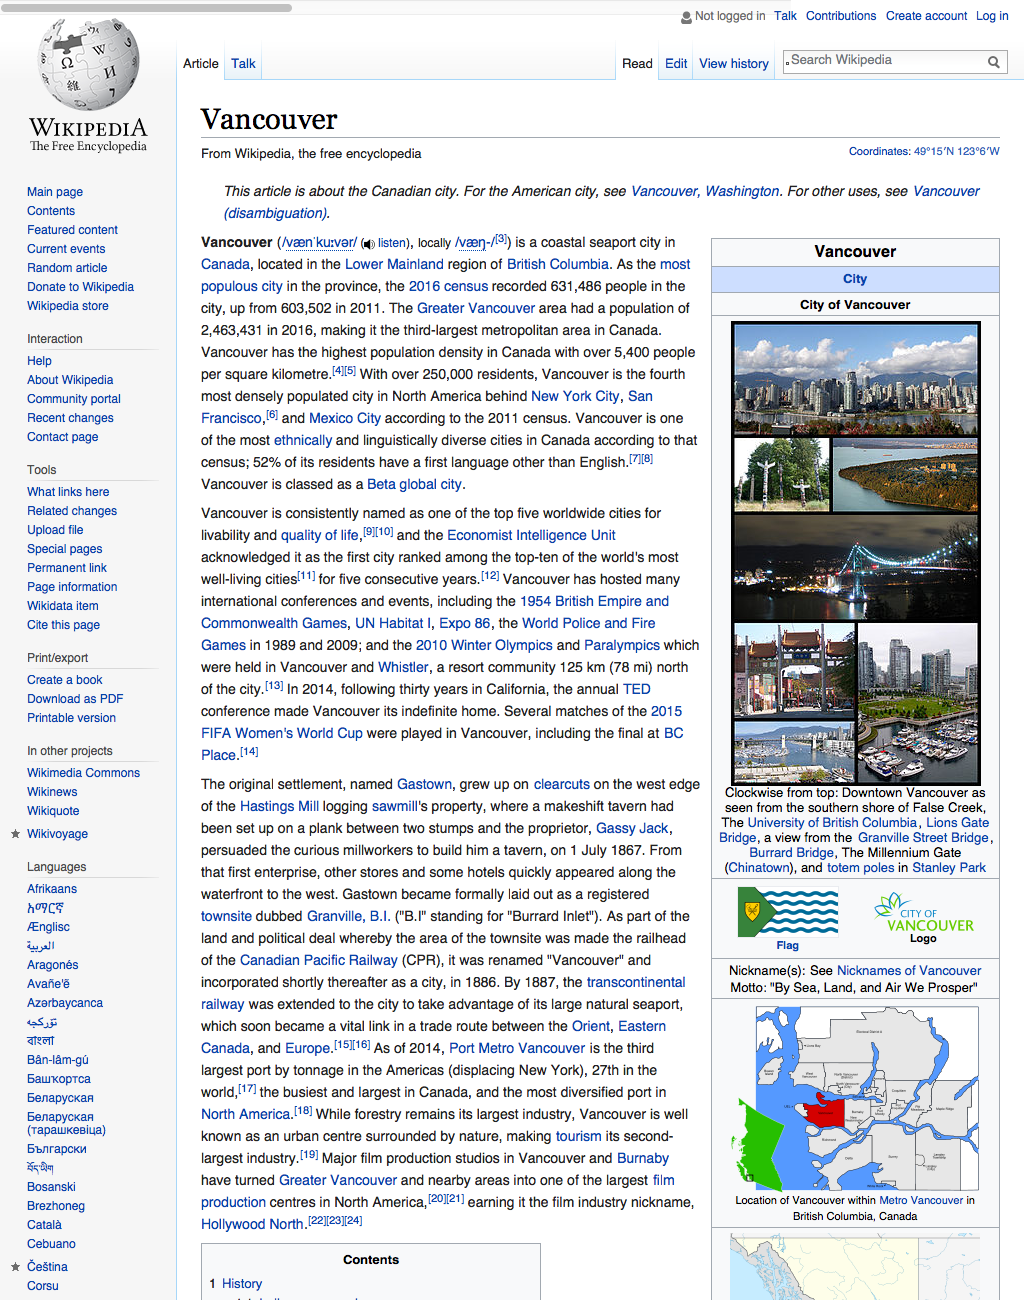 Not logged in Talk Contributions Create account Log in
Article Talk
Read Edit View history
Search Wikipedia
WIKIPEDIA
The Free Encyclopedia
Main page
Contents
Featured content
Current events
Random article
Donate to Wikipedia
Wikipedia store
Interaction
Help
About Wikipedia
Community portal
Recent changes
Contact page
Tools
What links here
Related changes
Upload file
Special pages
Permanent link
Page information
Wikidata item
Cite this page
Print/export
Create a book
Download as PDF
Printable version
In other projects
Wikimedia Commons
Wikinews
Wikiquote
Wikivoyage
Languages
Afrikaans
አማርኛ
Ænglisc
العربية
Aragonés
Авар
Azərbaycanca
تۆرکجه
বাংলা
Bân-lâm-gú
Башҡортса
Беларуская
Беларуская
(тарашкевіца)
Български
བོད་ཡིག
Bosanski
Brezhoneg
Català
Cebuano
Čeština
Corsu
Vancouver
From Wikipedia, the free encyclopedia
Coordinates: 49°15′N 123°6′W
This article is about the Canadian city. For the American city, see Vancouver, Washington. For other uses, see Vancouver
(disambiguation).
Vancouver (/vænˈkuːvər/ (listen), locally /væŋ-/[3]) is a coastal seaport city in
Canada, located in the Lower Mainland region of British Columbia. As the most
populous city in the province, the 2016 census recorded 631,486 people in the
city, up from 603,502 in 2011. The Greater Vancouver area had a population of
2,463,431 in 2016, making it the third-largest metropolitan area in Canada.
Vancouver has the highest population density in Canada with over 5,400 people
per square kilometre.[4][5] With over 250,000 residents, Vancouver is the fourth
most densely populated city in North America behind New York City, San
Francisco,[6] and Mexico City according to the 2011 census. Vancouver is one
of the most ethnically and linguistically diverse cities in Canada according to that
census; 52% of its residents have a first language other than English.[7][8]
Vancouver is classed as a Beta global city.
Vancouver is consistently named as one of the top five worldwide cities for
livability and quality of life,[9][10] and the Economist Intelligence Unit
acknowledged it as the first city ranked among the top-ten of the world's most
well-living cities[11] for five consecutive years.[12] Vancouver has hosted many
international conferences and events, including the 1954 British Empire and
Commonwealth Games, UN Habitat I, Expo 86, the World Police and Fire
Games in 1989 and 2009; and the 2010 Winter Olympics and Paralympics which
were held in Vancouver and Whistler, a resort community 125 km (78 mi) north
of the city.[13] In 2014, following thirty years in California, the annual TED
conference made Vancouver its indefinite home. Several matches of the 2015
FIFA Women's World Cup were played in Vancouver, including the final at BC
Place.[14]
The original settlement, named Gastown, grew up on clearcuts on the west edge
of the Hastings Mill logging sawmill's property, where a makeshift tavern had
been set up on a plank between two stumps and the proprietor, Gassy Jack,
persuaded the curious millworkers to build him a tavern, on 1 July 1867. From
that first enterprise, other stores and some hotels quickly appeared along the
waterfront to the west. Gastown became formally laid out as a registered
townsite dubbed Granville, B.I. ("B.I" standing for "Burrard Inlet"). As part of the
land and political deal whereby the area of the townsite was made the railhead
of the Canadian Pacific Railway (CPR), it was renamed "Vancouver" and
incorporated shortly thereafter as a city, in 1886. By 1887, the transcontinental
railway was extended to the city to take advantage of its large natural seaport,
which soon became a vital link in a trade route between the Orient, Eastern
Canada, and Europe.[15][16] As of 2014, Port Metro Vancouver is the third
largest port by tonnage in the Americas (displacing New York), 27th in the
world,[17] the busiest and largest in Canada, and the most diversified port in
North America.[18] While forestry remains its largest industry, Vancouver is well
known as an urban centre surrounded by nature, making tourism its second-
largest industry.[19] Major film production studios in Vancouver and Burnaby
have turned Greater Vancouver and nearby areas into one of the largest film
production centres in North America,[20][21] earning it the film industry nickname,
Hollywood North.[22][23][24]
Contents
1 History
Vancouver
City
City of Vancouver
Clockwise from top: Downtown Vancouver as
seen from the southern shore of False Creek,
The University of British Columbia, Lions Gate
Bridge, a view from the Granville Street Bridge,
Burrard Bridge, The Millennium Gate
(Chinatown), and totem poles in Stanley Park
CITY OF
VANCOUVER
Flag
Logo
Nickname(s): See Nicknames of Vancouver
Motto: "By Sea, Land, and Air We Prosper"
Location of Vancouver within Metro Vancouver in
British Columbia, Canada